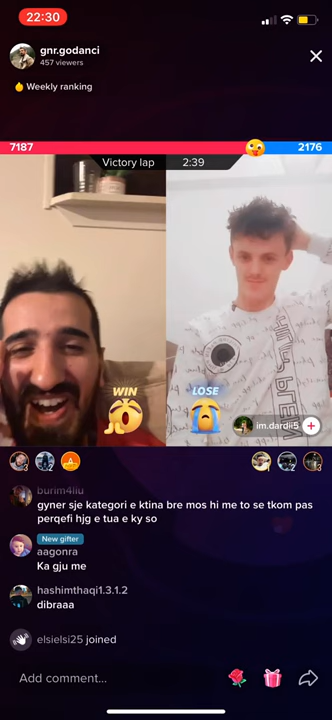 22:30
gnr.godanci
457 viewers
Weekly ranking
7187
2176
Victory lap
2:39
WIN
LOSE
im.dardii5
burim4liu
gyner sje kategori e ktina bre mos hi me to se tkom pas
perqefi hjg e tua e ky so
New gifter
aagonra
Ka gju me
hashimthaqi1.3.1.2
dibraaa
elsielsi25 joined
Add comment...